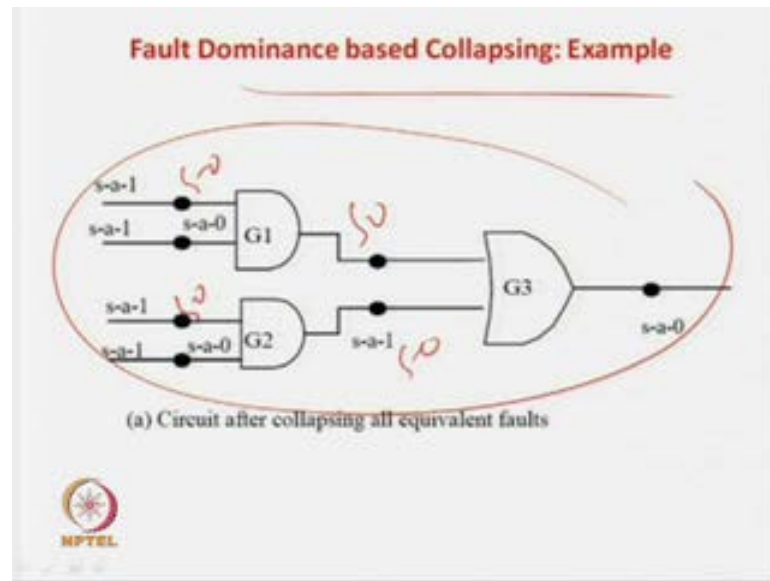 Fault Dominance based Collapsing: Example
s-a-1
s-a-1
s-a-0
G1
s-a-1
s-a-1
s-a-0
G2
s-a-1
G3
s-a-0
(a) Circuit after collapsing all equivalent faults
NPTEL